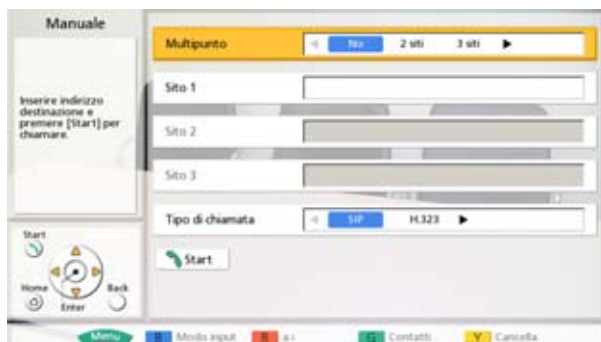 Manuale
Inserire indirizzo
destinazione e
premere [Start] per
chiamare.
Multipunto No 2 siti 3 siti
Sito 1
Sito 2
Sito 3
Tipo di chiamata SIP H.323
Start
Start
Home
Enter
Back
Menu B Modo input R G Contatti Y Cancella